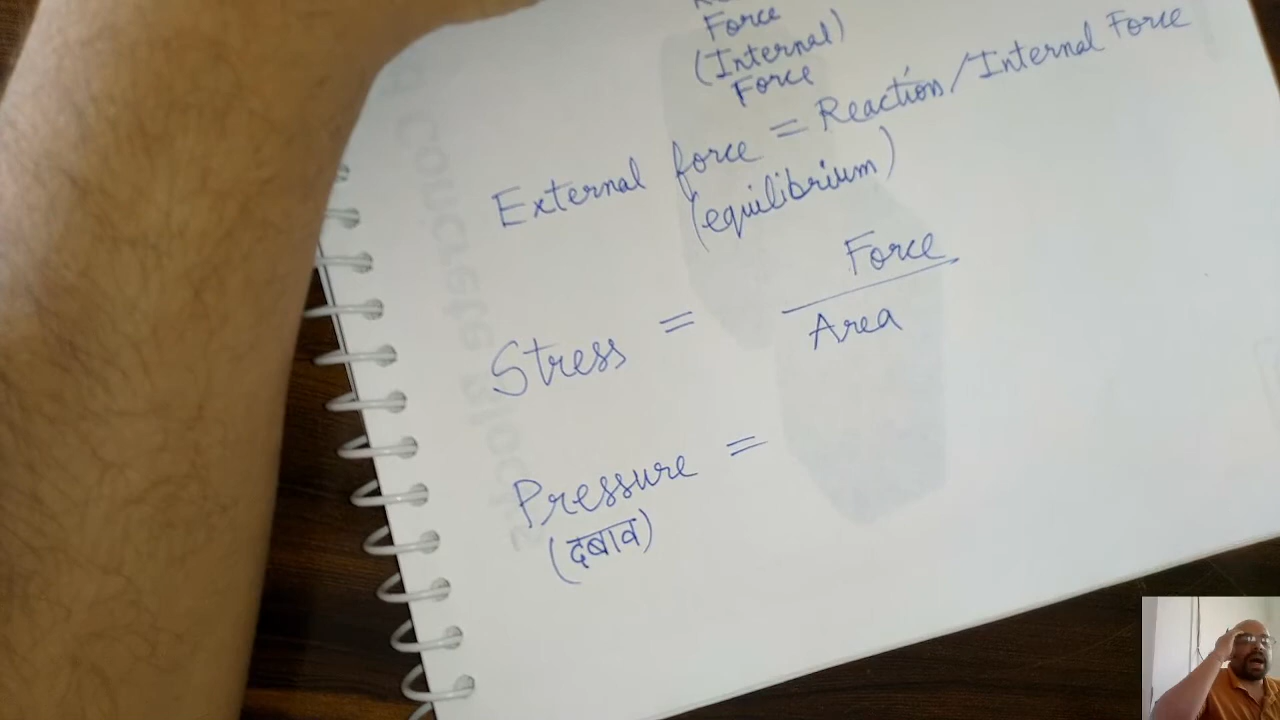 Force
(Internal)
Force
External force = Reaction/Internal Force
(equilibrium)
Stress = Force
Area
Pressure =
(दबाव)